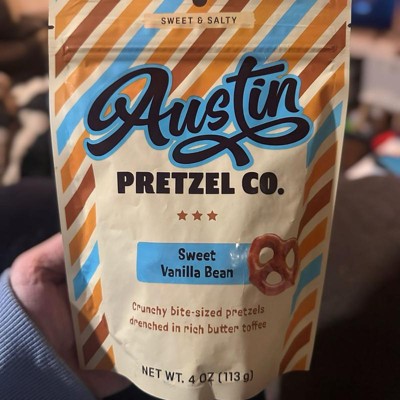 SWEET & SALTY
Austin
PRETZEL CO.
Sweet
Vanilla Bean
Crunchy bite-sized pretzels
drenched in rich butter toffee
NET WT. 4 OZ (113 g)